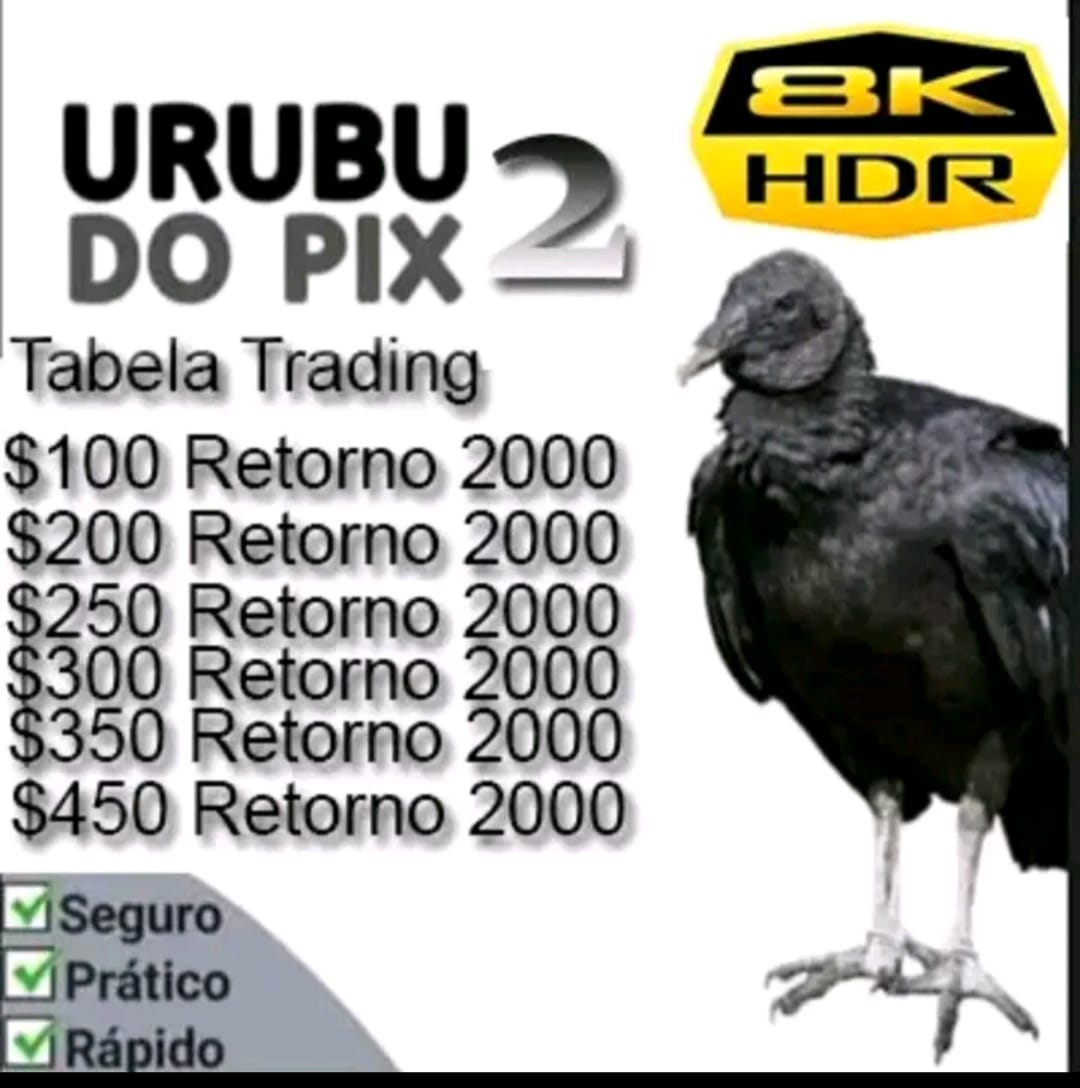 8K
HDR
URUBU
DO PIX 2
Tabela Trading
$100 Retorno 2000
$200 Retorno 2000
$250 Retorno 2000
$300 Retorno 2000
$350 Retorno 2000
$450 Retorno 2000
Seguro
Prático
Rápido